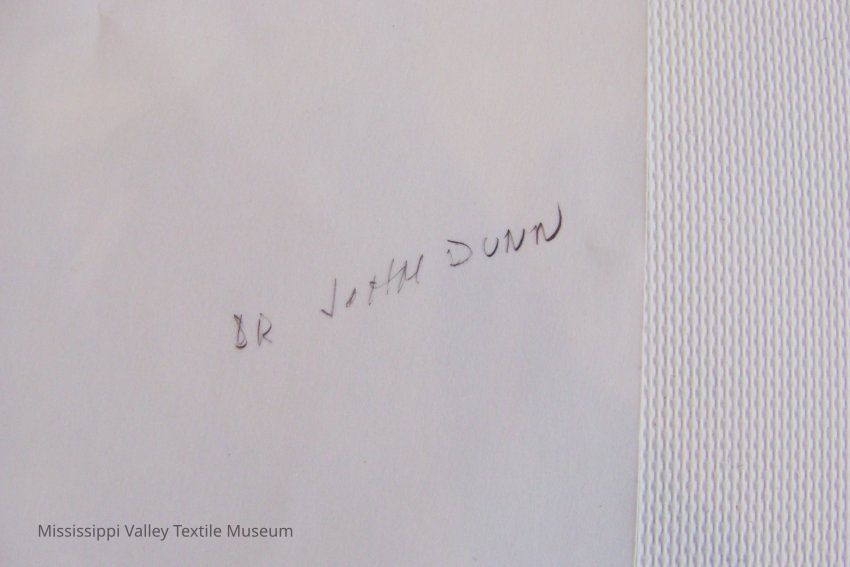 DR JOHN DUNN
Mississippi Valley Textile Museum